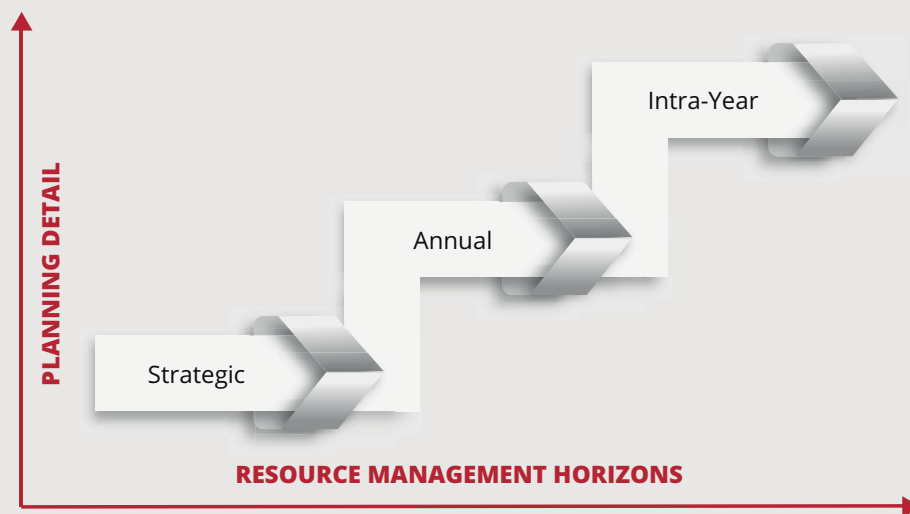 Intra-Year
Annual
Strategic
PLANNING DETAIL
RESOURCE MANAGEMENT HORIZONS